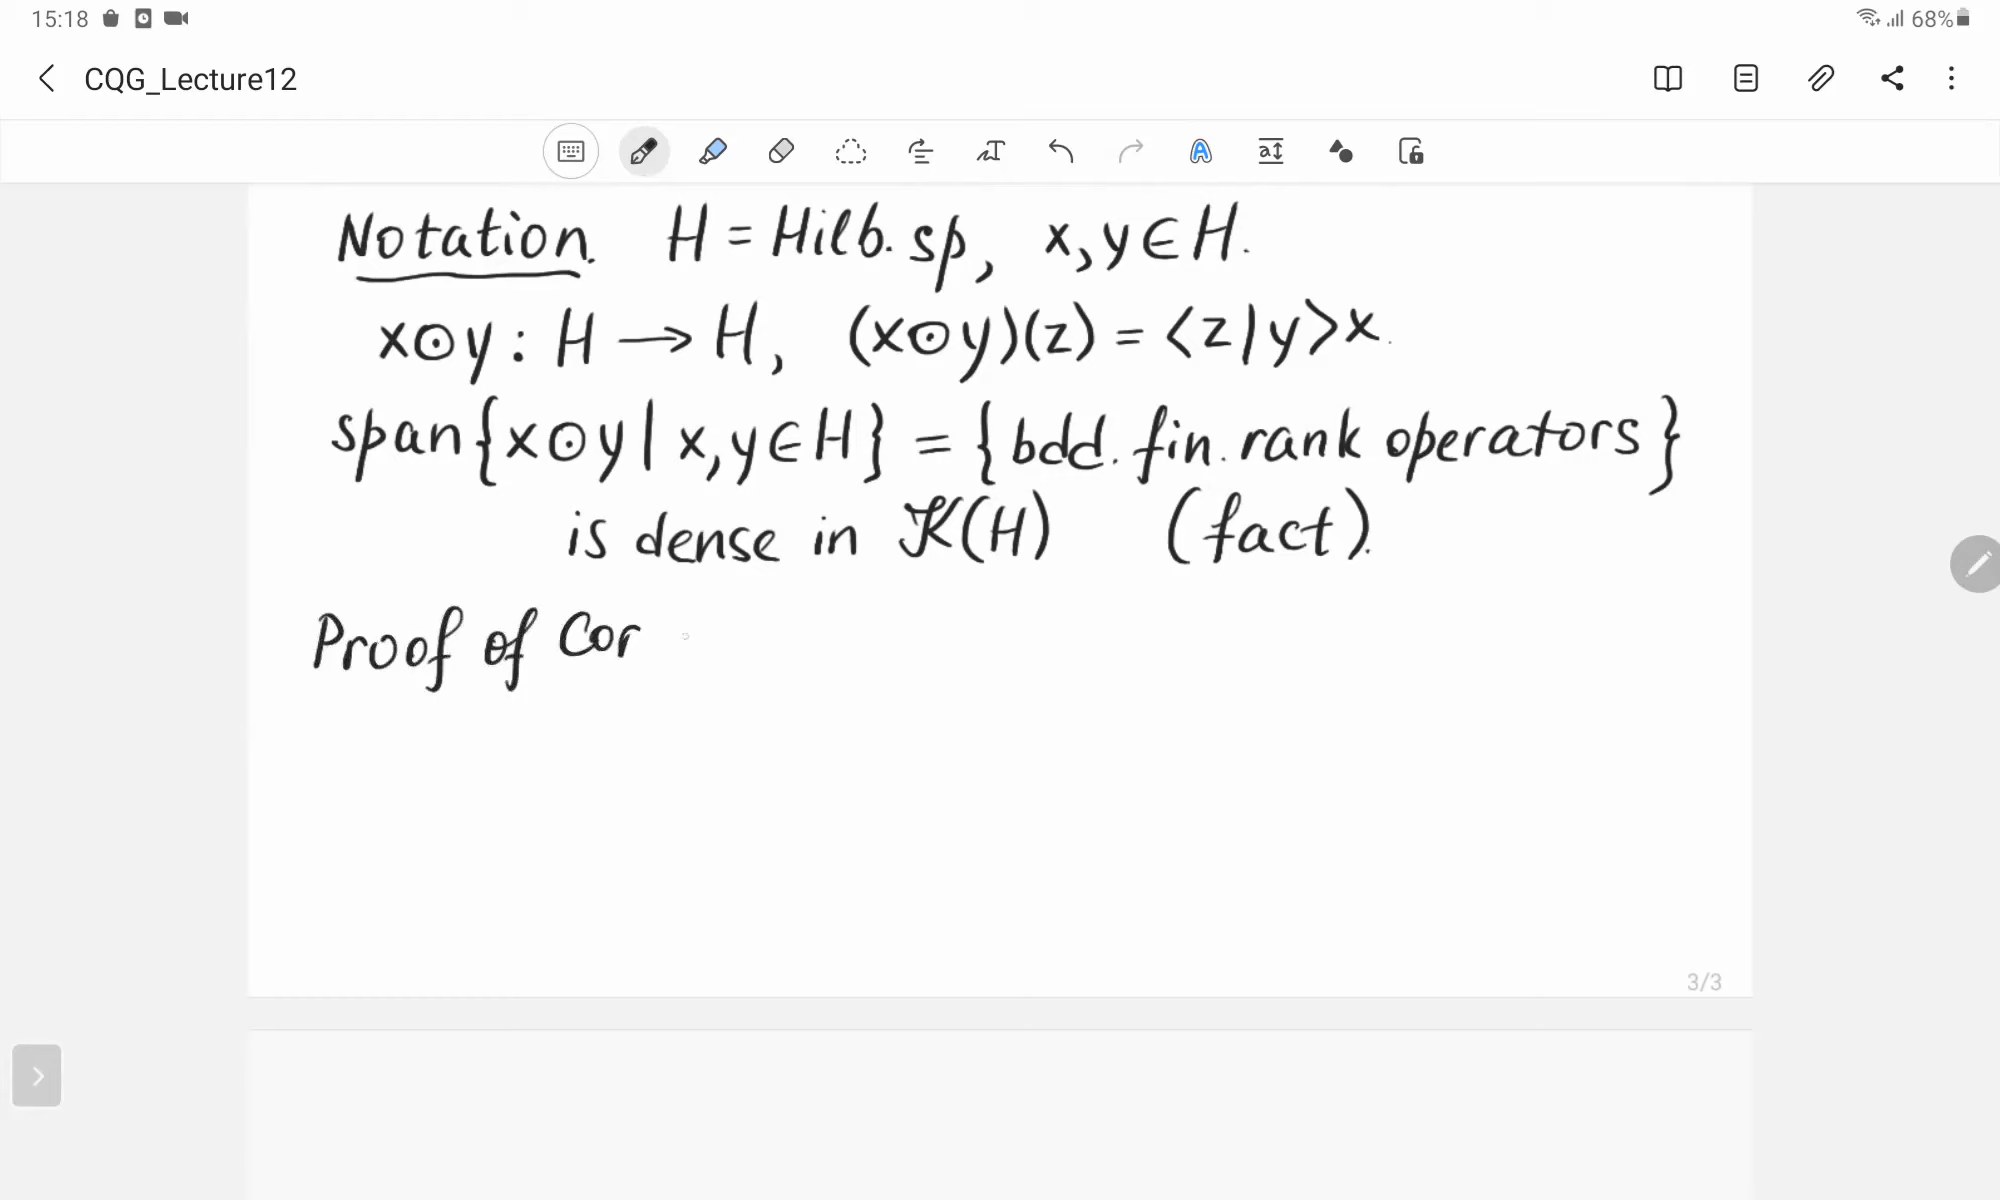 15:18 68%
CQG_Lecture12
Notation. H = Hilb. sp, x, y ∈ H.
x⊙y : H → H, (x⊙y)(z) = <z|y>x.
span{x⊙y | x, y ∈ H} = {bdd. fin. rank operators}
is dense in 𝒦(H) (fact).
Proof of Cor
3/3